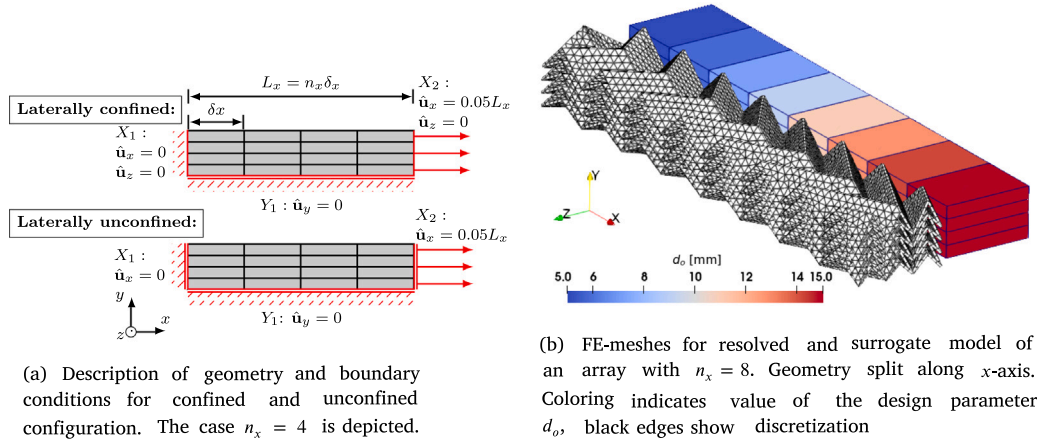 Laterally confined:
L_x = n_xδ_x
δx
X_1 :
û_x = 0
û_z = 0
X_2 :
û_x = 0.05L_x
û_z = 0
Y_1 : û_y = 0
Laterally unconfined:
X_1 :
û_x = 0
X_2 :
û_x = 0.05L_x
Y_1: û_y = 0
y
z
x
(a) Description of geometry and boundary
conditions for confined and unconfined
configuration. The case n_x = 4 is depicted.
Y
Z
X
d_o [mm]
5.0 6 8 10 12 14 15.0
(b) FE-meshes for resolved and surrogate model of
an array with n_x = 8. Geometry split along x-axis.
Coloring indicates value of the design parameter
d_o, black edges show discretization